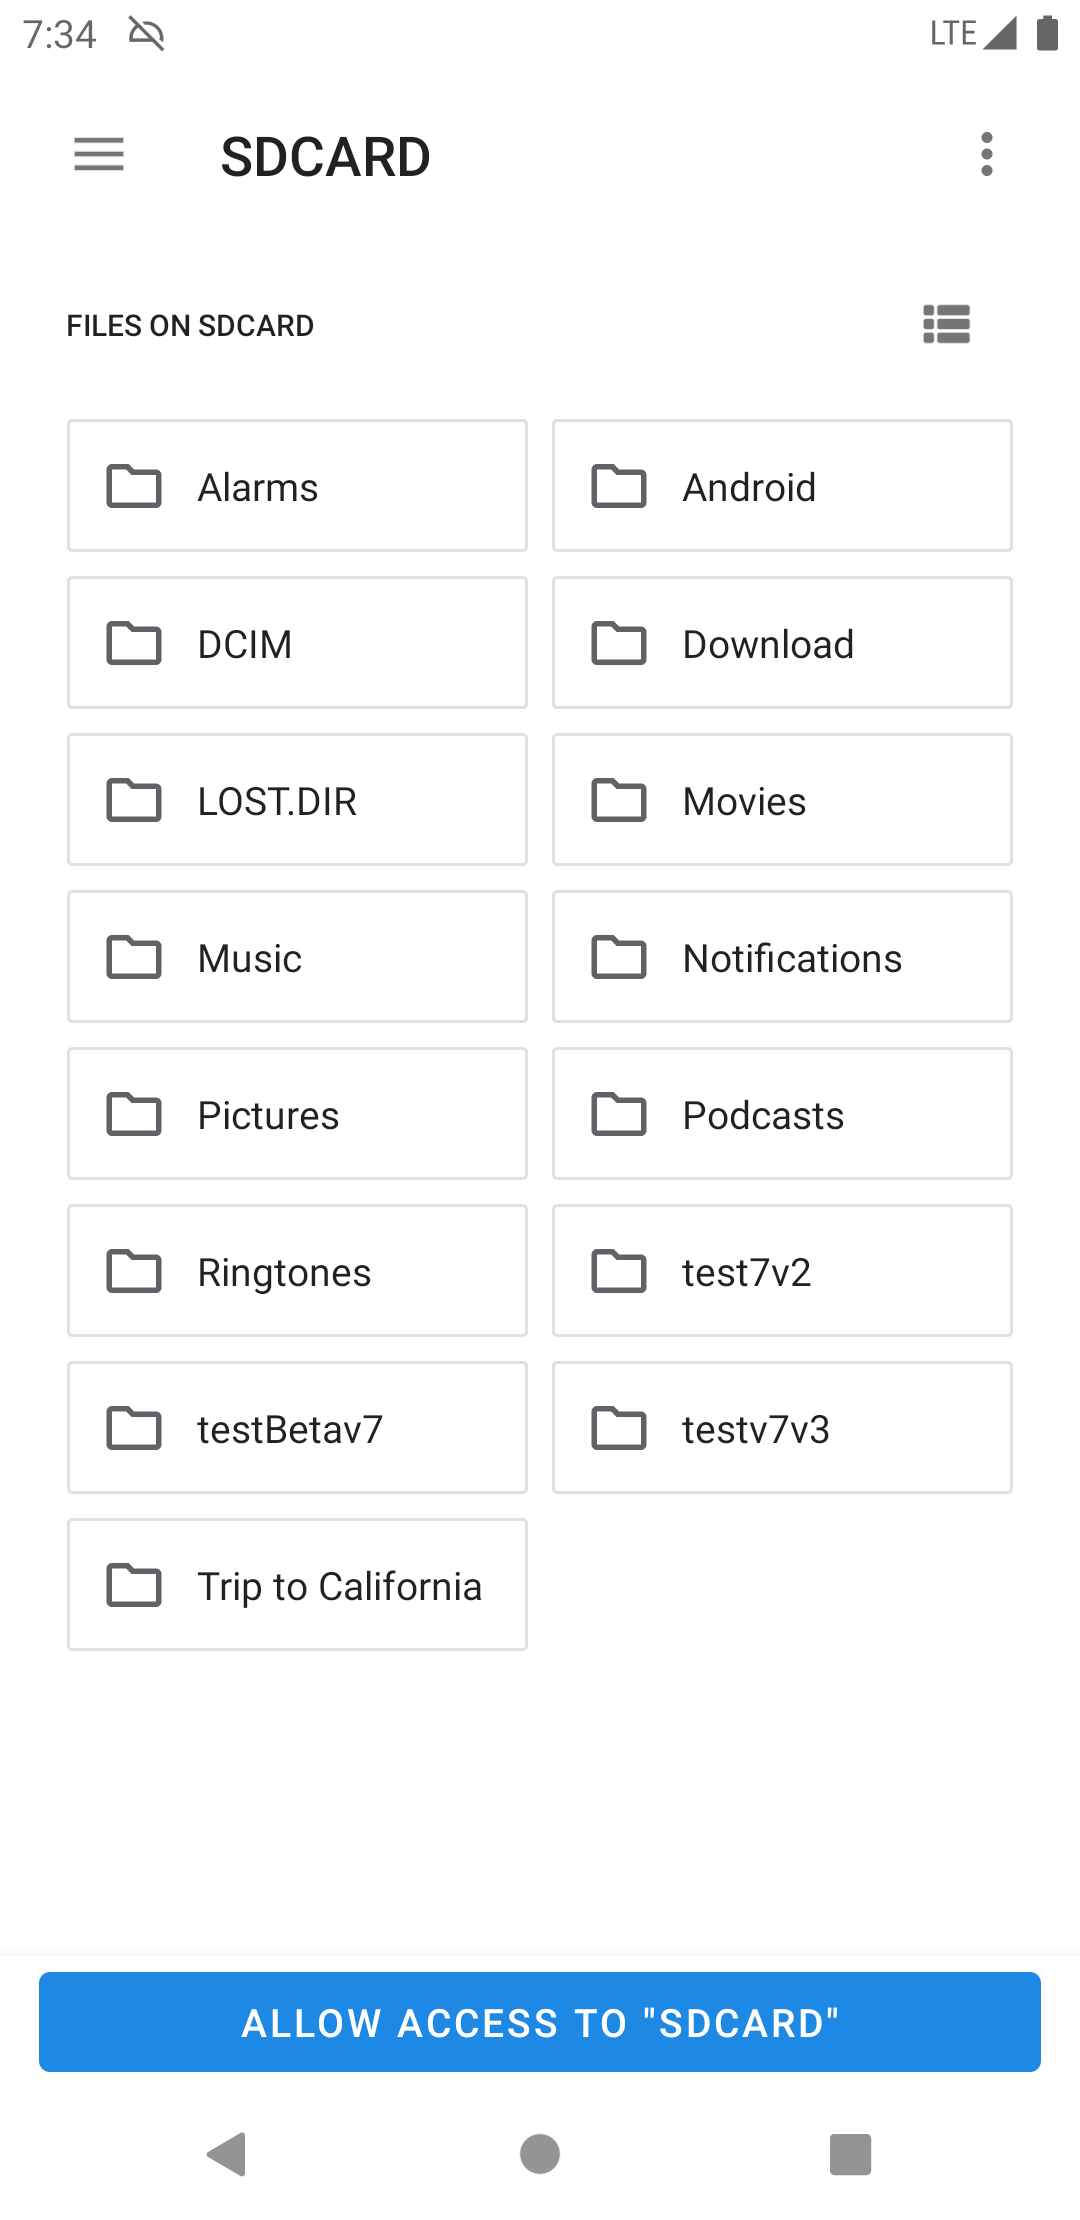 7:34
LTE
SDCARD
FILES ON SDCARD
Alarms
Android
DCIM
Download
LOST.DIR
Movies
Music
Notifications
Pictures
Podcasts
Ringtones
test7v2
testBetav7
testv7v3
Trip to California
ALLOW ACCESS TO "SDCARD"